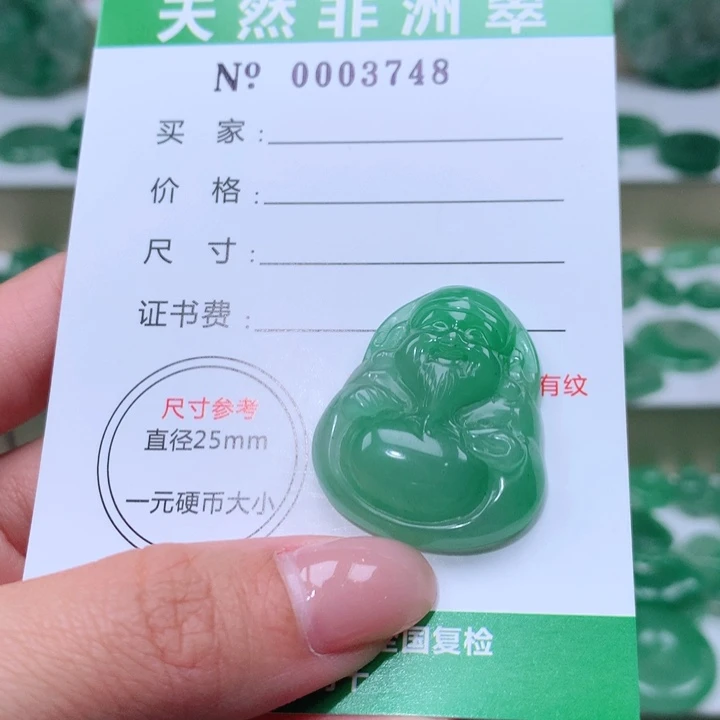 天然非洲翠
Nº 0003748
买家：
价格：
尺寸：
证书费：
有纹
尺寸参考
直径25mm
一元硬币大小
全国复检